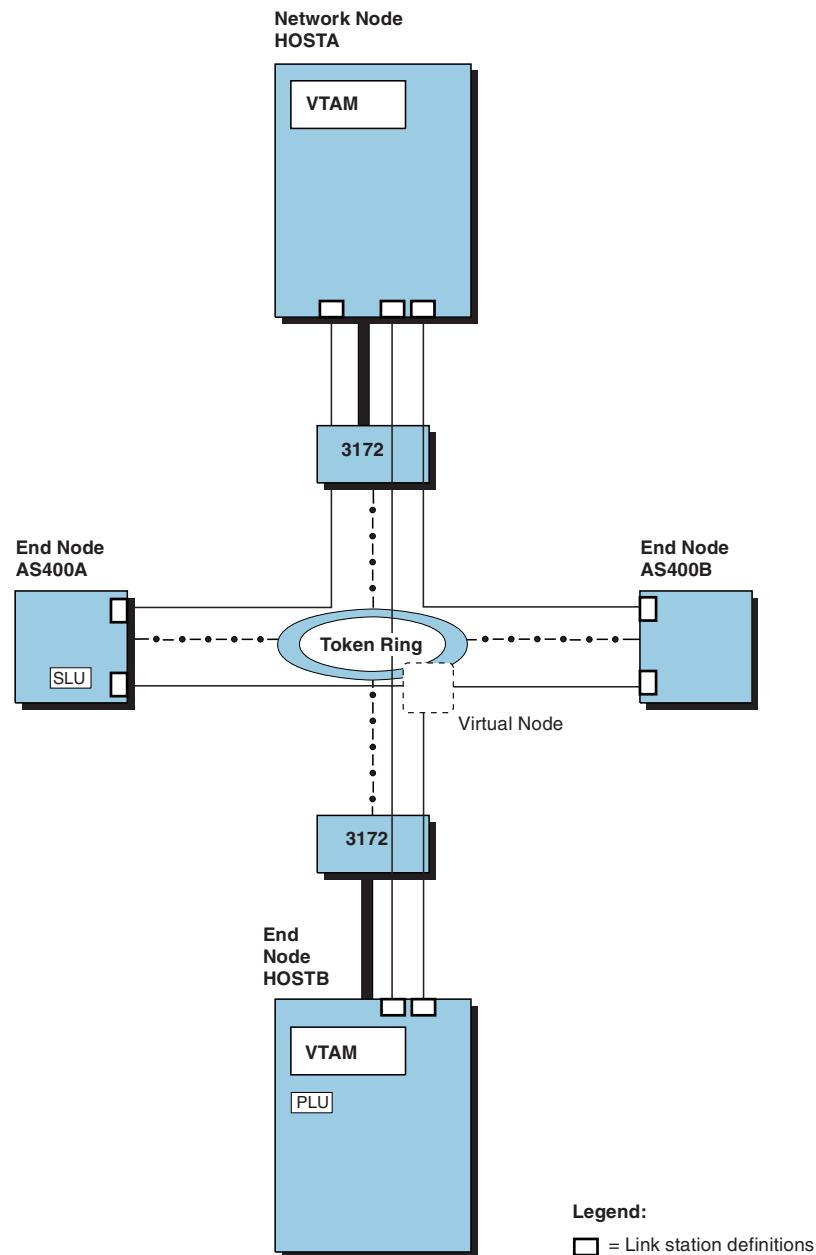 Network Node
HOSTA
VTAM
3172
End Node
AS400A
End Node
AS400B
Token Ring
SLU
Virtual Node
3172
End
Node
HOSTB
VTAM
PLU
Legend:
= Link station definitions